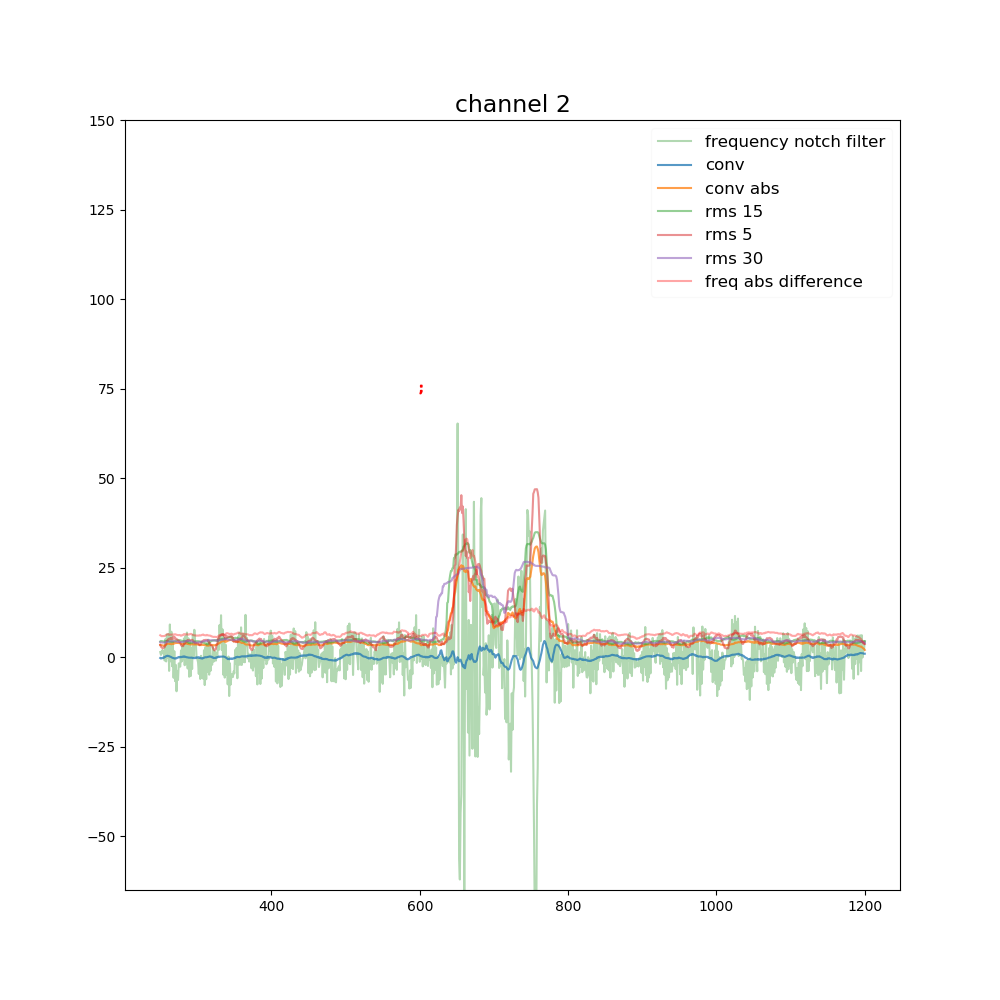 channel 2
150
125
100
75
50
25
0
−25
−50
400 600 800 1000 1200
frequency notch filter
conv
conv abs
rms 15
rms 5
rms 30
freq abs difference
;